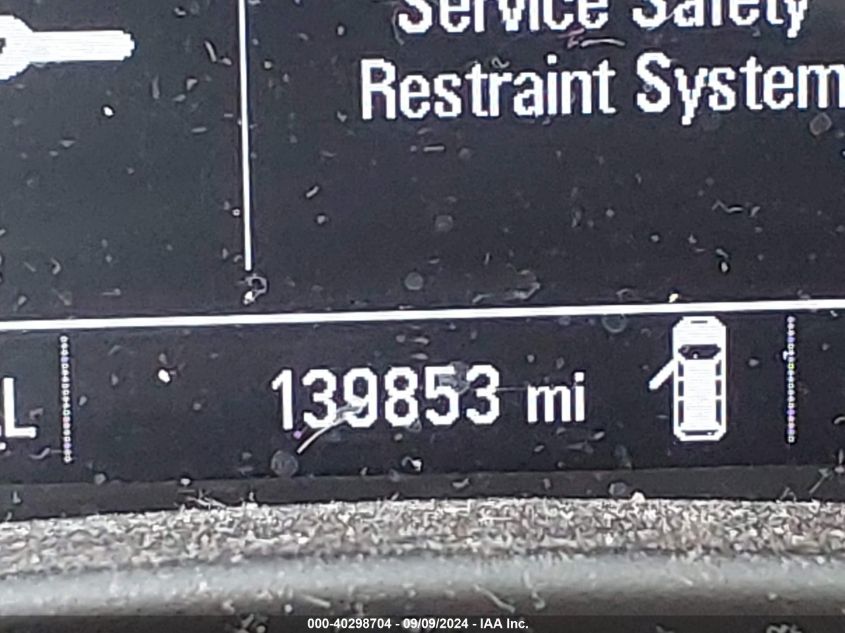 Service Safety
Restraint System
139853 mi
000-40298704 - 09/09/2024 - IAA Inc.